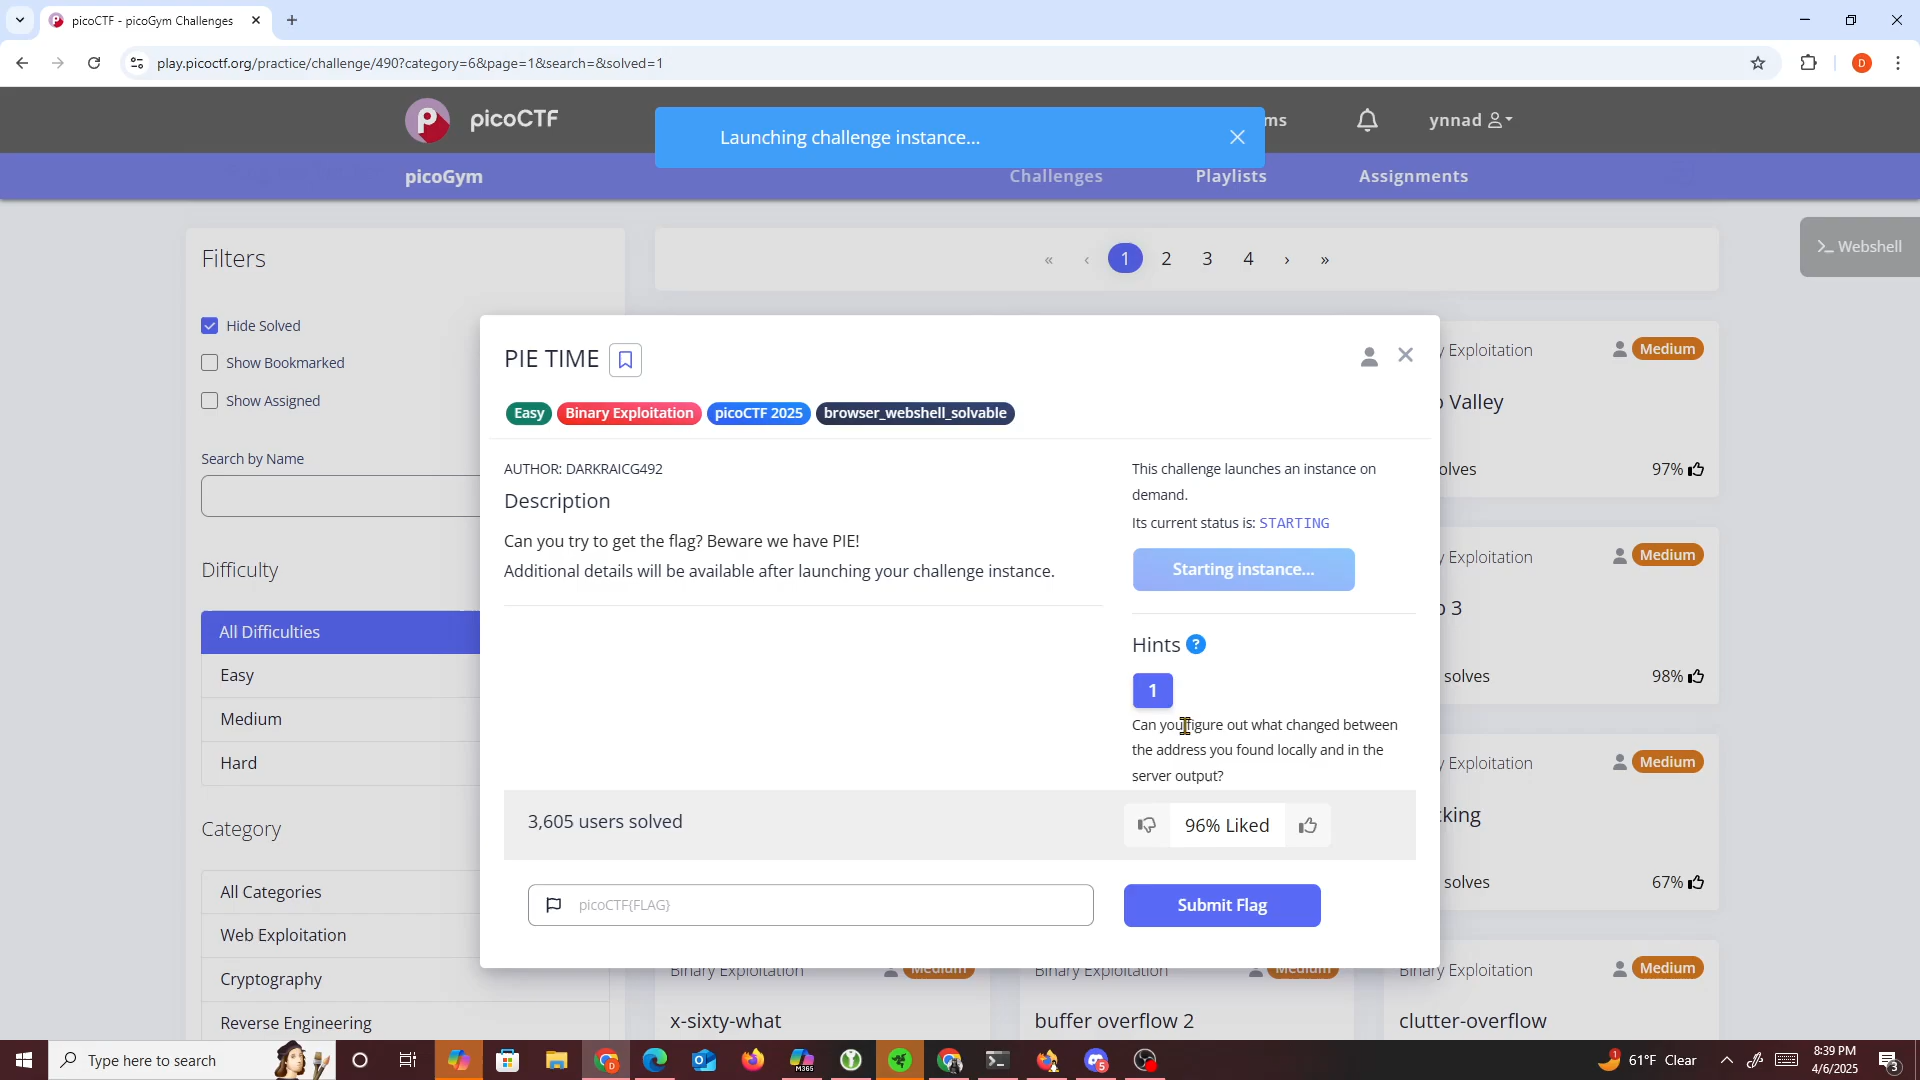 picoCTF - picoGym Challenges
play.picoctf.org/practice/challenge/490?category=6&page=1&search=&solved=1
D
picoCTF
Launching challenge instance...
ms
ynnad
picoGym
Challenges
Playlists
Assignments
Filters
« ‹ 1 2 3 4 › »
>_ Webshell
Hide Solved
Show Bookmarked
Show Assigned
Search by Name
Difficulty
All Difficulties
Easy
Medium
Hard
Category
All Categories
Web Exploitation
Cryptography
Reverse Engineering
PIE TIME
Easy
Binary Exploitation
picoCTF 2025
browser_webshell_solvable
AUTHOR: DARKRAICG492
Description
Can you try to get the flag? Beware we have PIE!
Additional details will be available after launching your challenge instance.
This challenge launches an instance on
demand.
Its current status is: STARTING
Starting instance...
Hints ?
1
Can you figure out what changed between
the address you found locally and in the
server output?
3,605 users solved
96% Liked
picoCTF{FLAG}
Submit Flag
y Exploitation
Medium
Valley
olves
97%
y Exploitation
Medium
3
solves
98%
y Exploitation
Medium
cking
solves
67%
Binary Exploitation
Medium
x-sixty-what
Binary Exploitation
Medium
buffer overflow 2
Binary Exploitation
Medium
clutter-overflow
Type here to search
M365
5
61°F Clear
8:39 PM
4/6/2025
3